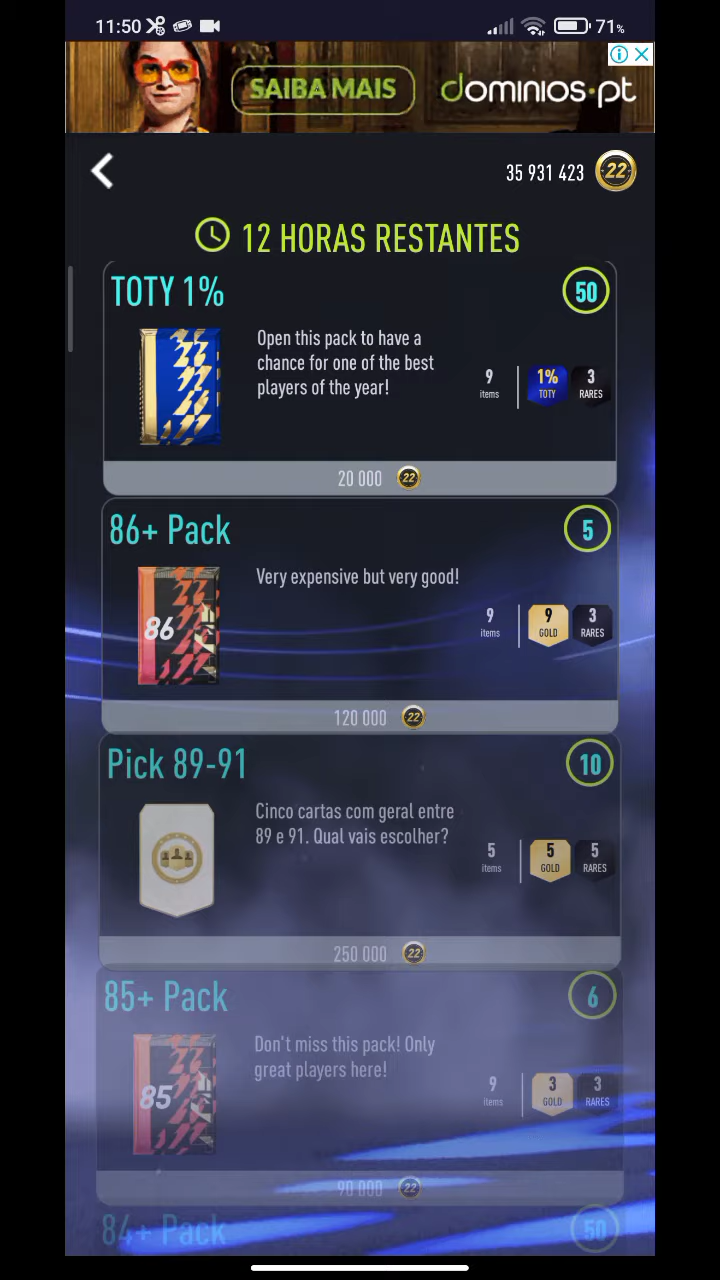 11:50
71%
SAIBA MAIS
dominios.pt
35 931 423
22
12 HORAS RESTANTES
TOTY 1%
50
Open this pack to have a
chance for one of the best
players of the year!
9
items
1%
TOTY
3
RARES
20 000
22
86+ Pack
5
86
Very expensive but very good!
9
items
9
GOLD
3
RARES
120 000
22
Pick 89-91
10
Cinco cartas com geral entre
89 e 91. Qual vais escolher?
5
items
5
GOLD
5
RARES
250 000
22
85+ Pack
6
85
Don't miss this pack! Only
great players here!
9
items
3
GOLD
3
RARES
90 000
22
84+ Pack
50